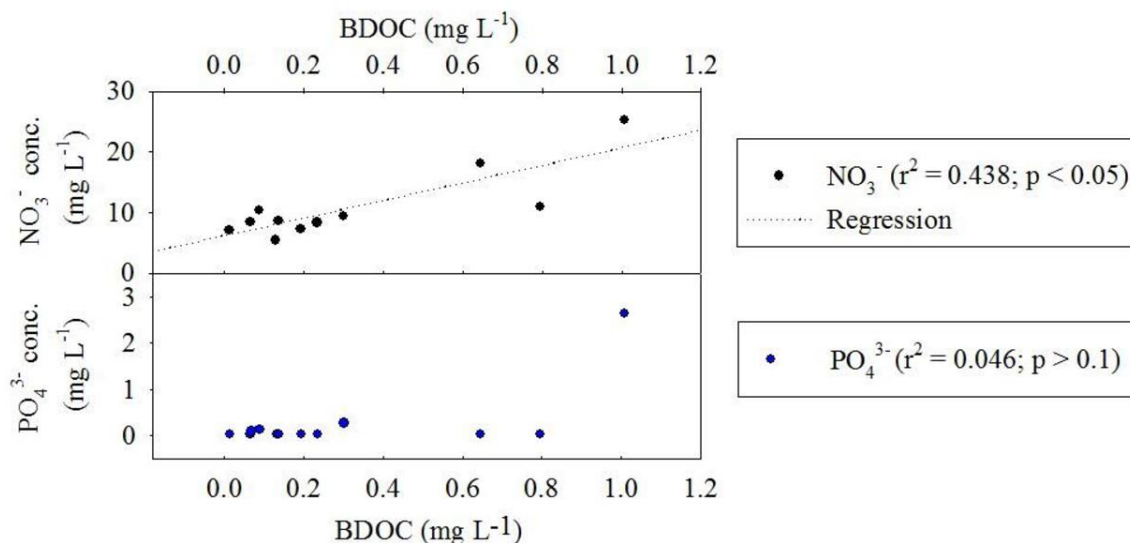 BDOC (mg L⁻¹)
0.0 0.2 0.4 0.6 0.8 1.0 1.2
NO₃⁻ conc.
(mg L⁻¹)
30
20
10
0
PO₄³⁻ conc.
(mg L⁻¹)
3
2
1
0
0.0 0.2 0.4 0.6 0.8 1.0 1.2
BDOC (mg L⁻¹)
NO₃⁻ (r² = 0.438; p < 0.05)
Regression
PO₄³⁻ (r² = 0.046; p > 0.1)